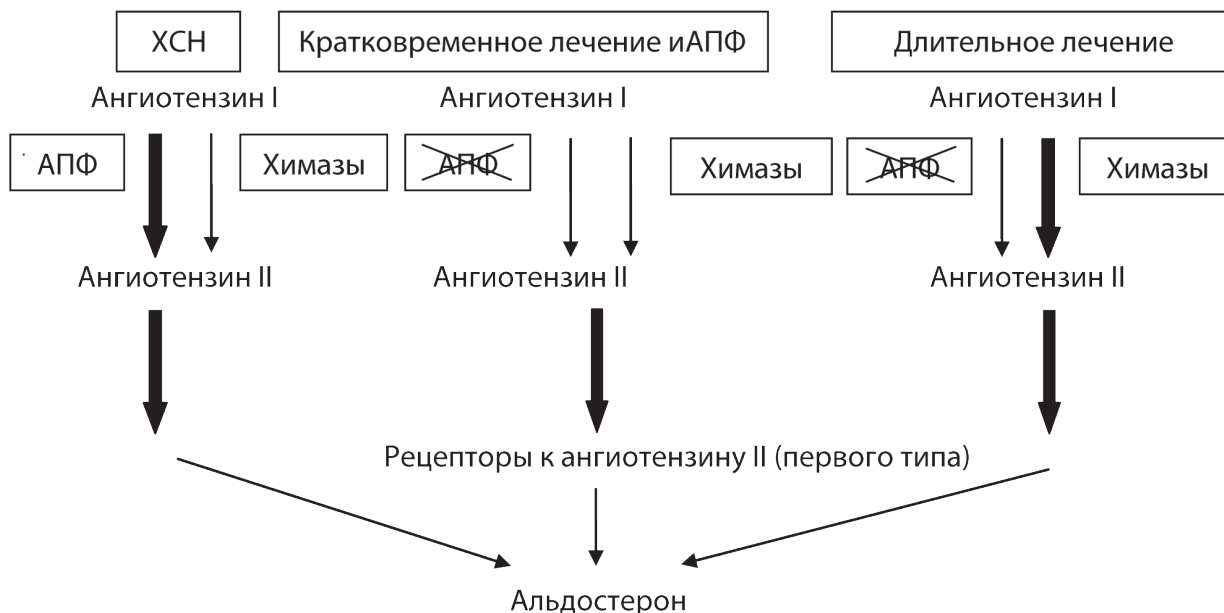 ХСН
Кратковременное лечение иАПФ
Длительное лечение
Ангиотензин I
Ангиотензин I
Ангиотензин I
АПФ
Химазы
АПФ
Химазы
АПФ
Химазы
Ангиотензин II
Ангиотензин II
Ангиотензин II
Рецепторы к ангиотензину II (первого типа)
Альдостерон